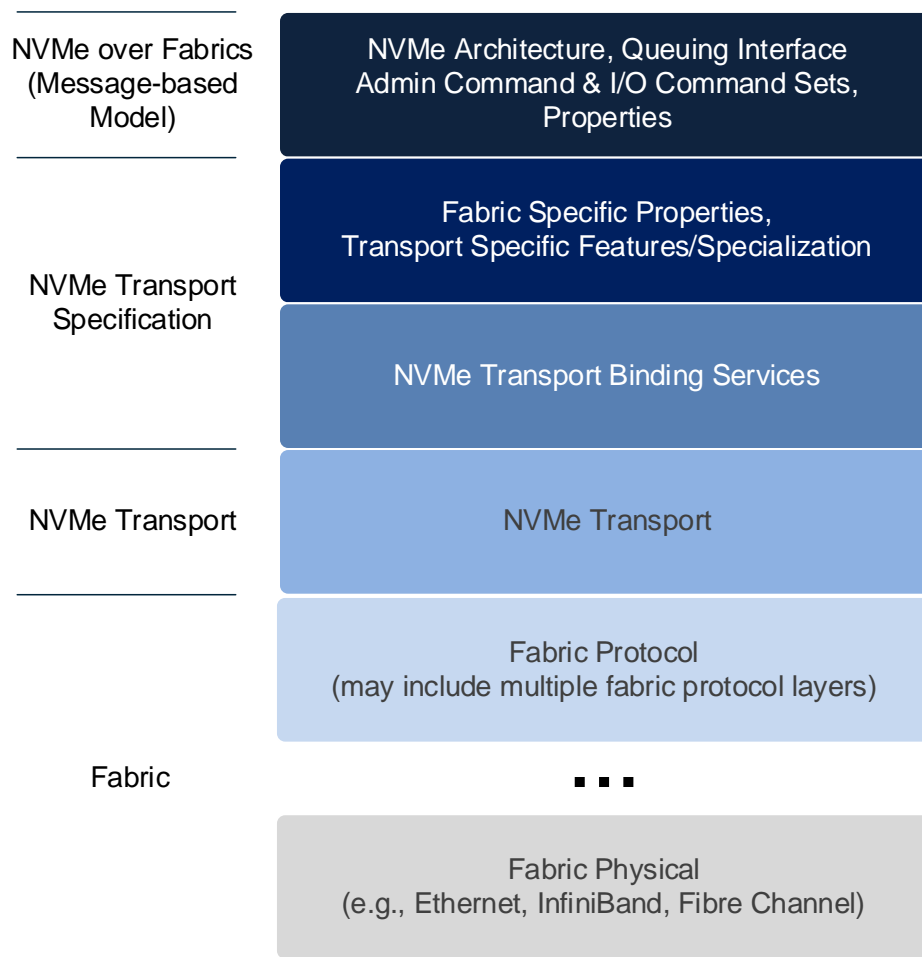 NVMe over Fabrics
(Message-based
Model)
NVMe Architecture, Queuing Interface
Admin Command & I/O Command Sets,
Properties
NVMe Transport
Specification
Fabric Specific Properties,
Transport Specific Features/Specialization
NVMe Transport Binding Services
NVMe Transport
NVMe Transport
Fabric
Fabric Protocol
(may include multiple fabric protocol layers)
...
Fabric Physical
(e.g., Ethernet, InfiniBand, Fibre Channel)